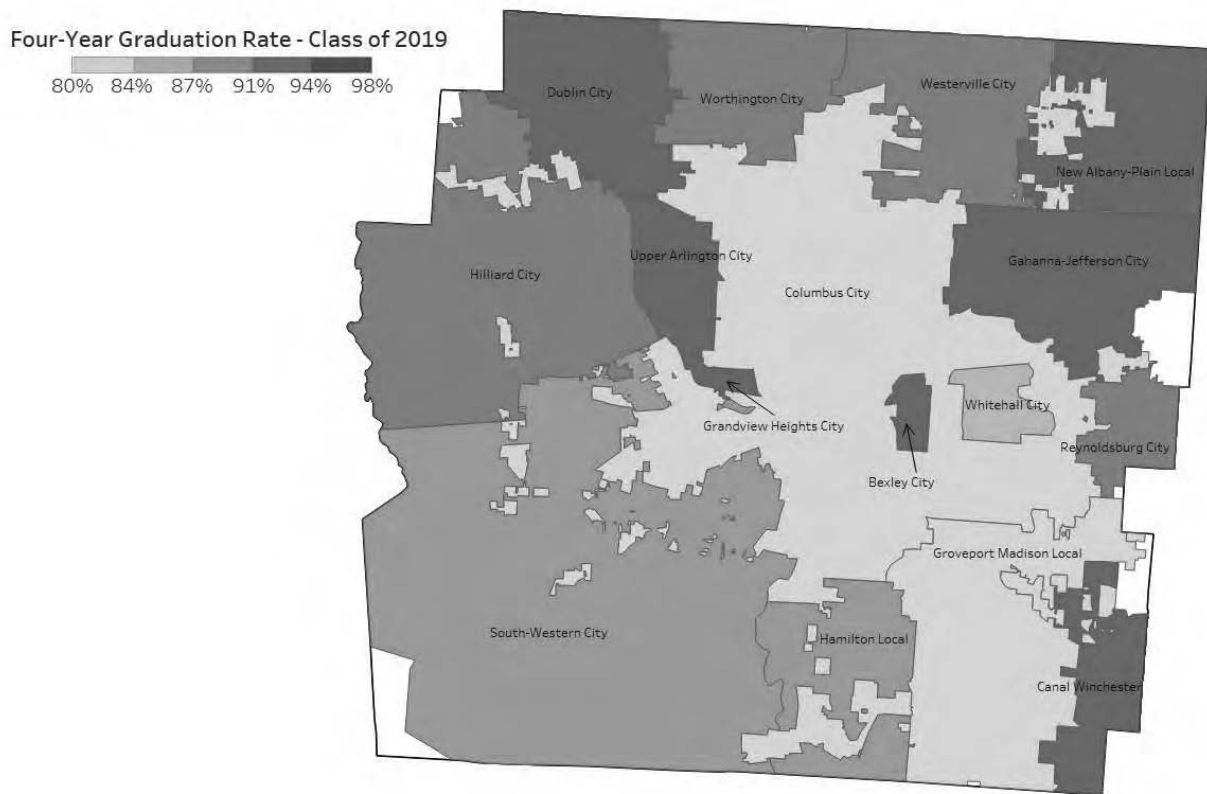 Four-Year Graduation Rate - Class of 2019
80% 84% 87% 91% 94% 98%
Dublin City
Worthington City
Westerville City
New Albany-Plain Local
Upper Arlington City
Gahanna-Jefferson City
Hilliard City
Columbus City
Whitehall City
Grandview Heights City
Reynoldsburg City
Bexley City
Groveport Madison Local
South-Western City
Hamilton Local
Canal Winchester